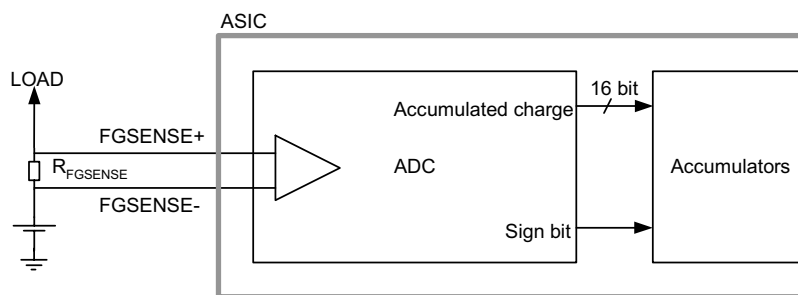 ASIC
LOAD
16 bit
Accumulated charge
FGSENSE+
RFGSENSE
ADC
Accumulators
FGSENSE-
Sign bit